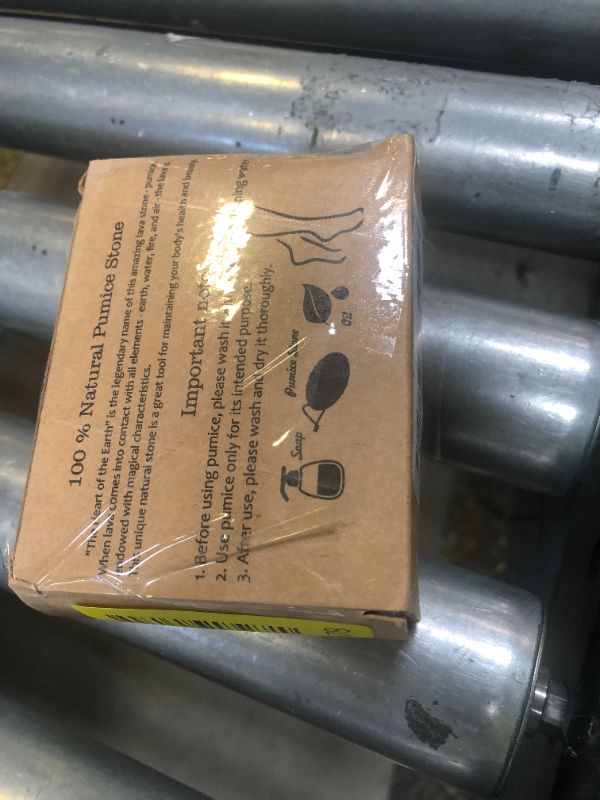 100 % Natural Pumice Stone
"The Heart of the Earth" is the legendary name of this amazing lava stone - pumice.
When lava comes into contact with all elements - earth, water, fire, and air - the lava
endowed with magical characteristics.
This unique natural stone is a great tool for maintaining your body's health and beauty.
Important
1. Before using pumice, please wash it
2. Use pumice only for its intended purpose.
3. After use, please wash and dry it thoroughly.
Soap
Pumice Stone
Oil